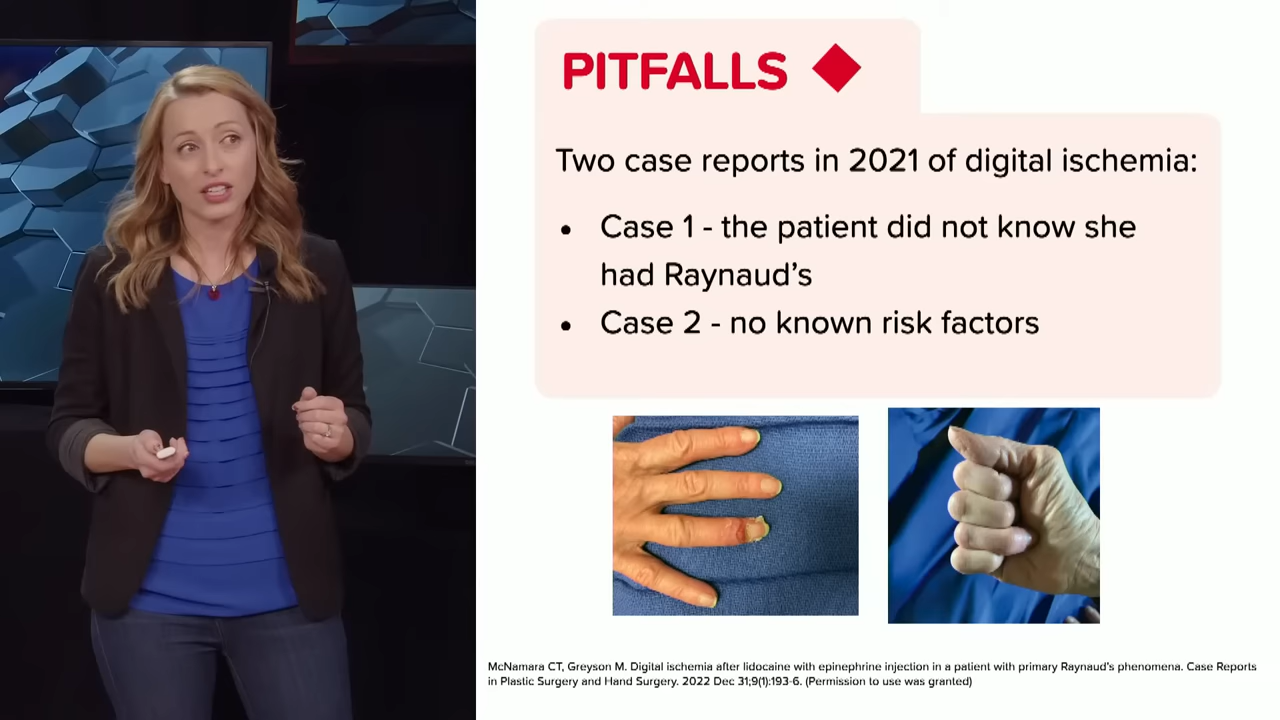 PITFALLS
Two case reports in 2021 of digital ischemia:
• Case 1 - the patient did not know she
had Raynaud's
• Case 2 - no known risk factors
McNamara CT, Greyson M. Digital ischemia after lidocaine with epinephrine injection in a patient with primary Raynaud's phenomena. Case Reports
in Plastic Surgery and Hand Surgery. 2022 Dec 31;9(1):193-6. (Permission to use was granted)